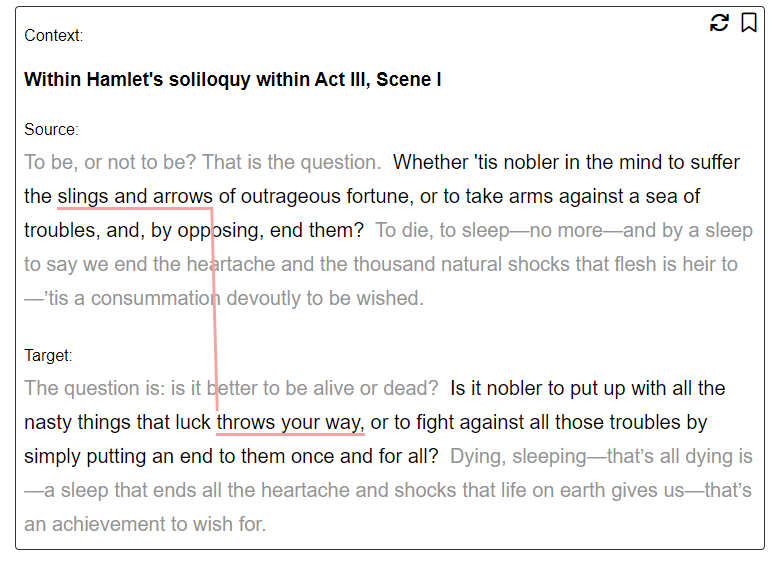 Context:
Within Hamlet's soliloquy within Act III, Scene I
Source:
To be, or not to be? That is the question. Whether 'tis nobler in the mind to suffer
the slings and arrows of outrageous fortune, or to take arms against a sea of
troubles, and, by opposing, end them? To die, to sleep—no more—and by a sleep
to say we end the heartache and the thousand natural shocks that flesh is heir to
—’tis a consummation devoutly to be wished.
Target:
The question is: is it better to be alive or dead? Is it nobler to put up with all the
nasty things that luck throws your way, or to fight against all those troubles by
simply putting an end to them once and for all? Dying, sleeping—that’s all dying is
—a sleep that ends all the heartache and shocks that life on earth gives us—that’s
an achievement to wish for.